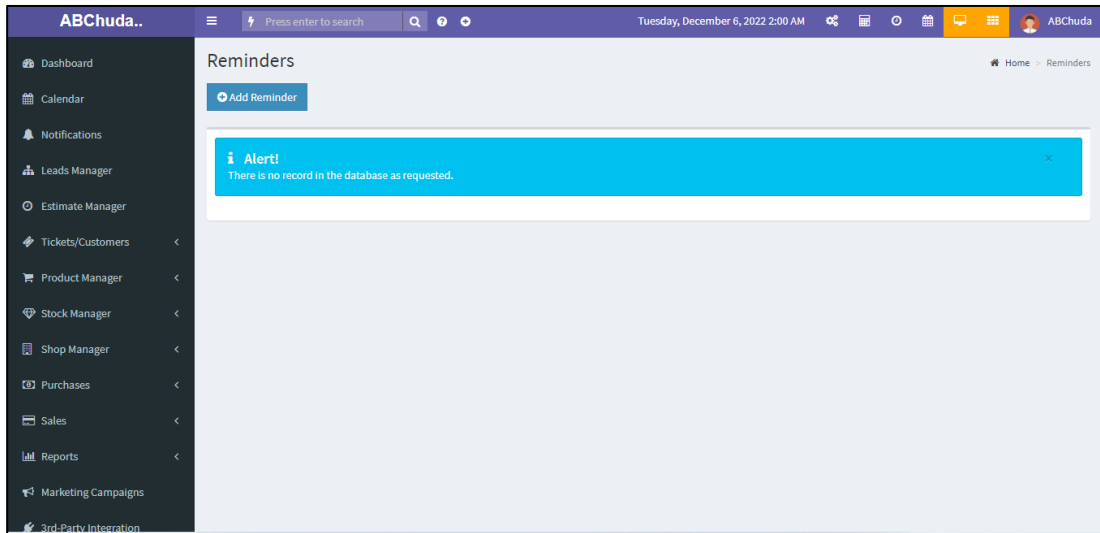 ABChuda..
Press enter to search
Tuesday, December 6, 2022 2:00 AM
ABChuda
Dashboard
Calendar
Notifications
Leads Manager
Estimate Manager
Tickets/Customers
Product Manager
Stock Manager
Shop Manager
Purchases
Sales
Reports
Marketing Campaigns
3rd-Party Integration
Reminders
Home > Reminders
Add Reminder
Alert!
×
There is no record in the database as requested.